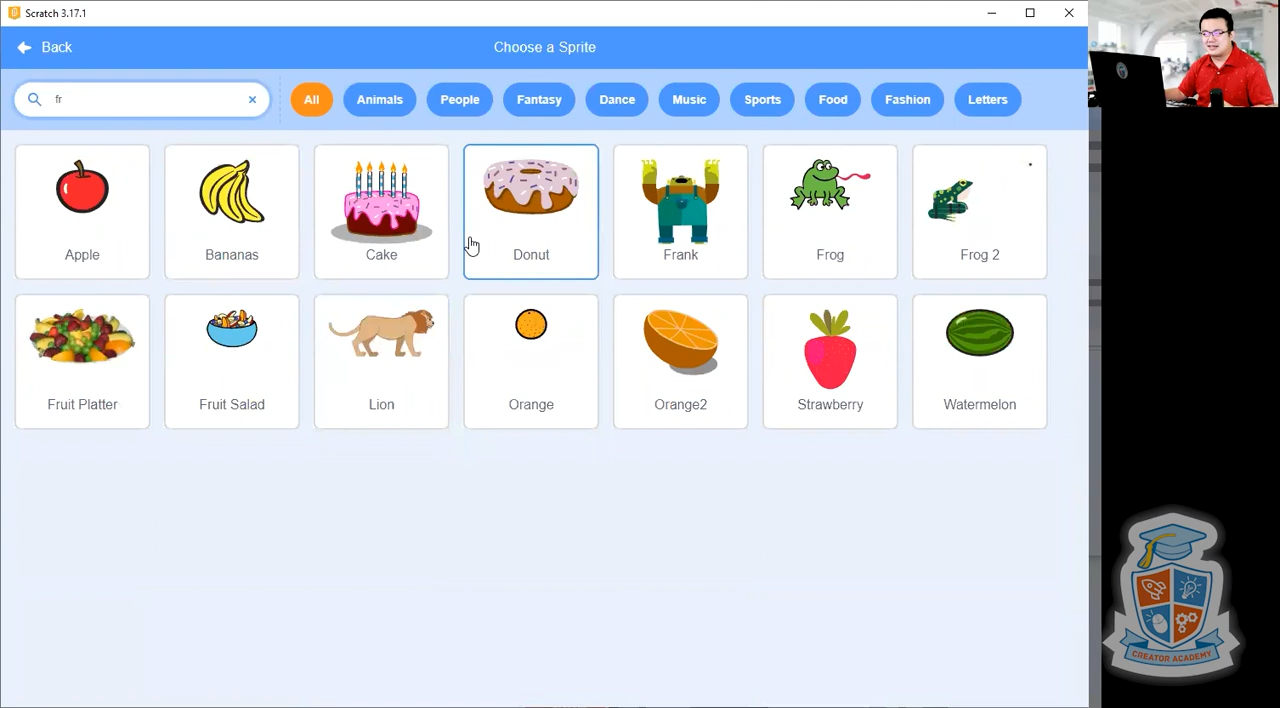 Scratch 3.17.1
Back
Choose a Sprite
fr
All
Animals
People
Fantasy
Dance
Music
Sports
Food
Fashion
Letters
Apple
Bananas
Cake
Donut
Frank
Frog
Frog 2
Fruit Platter
Fruit Salad
Lion
Orange
Orange2
Strawberry
Watermelon
CREATOR ACADEMY